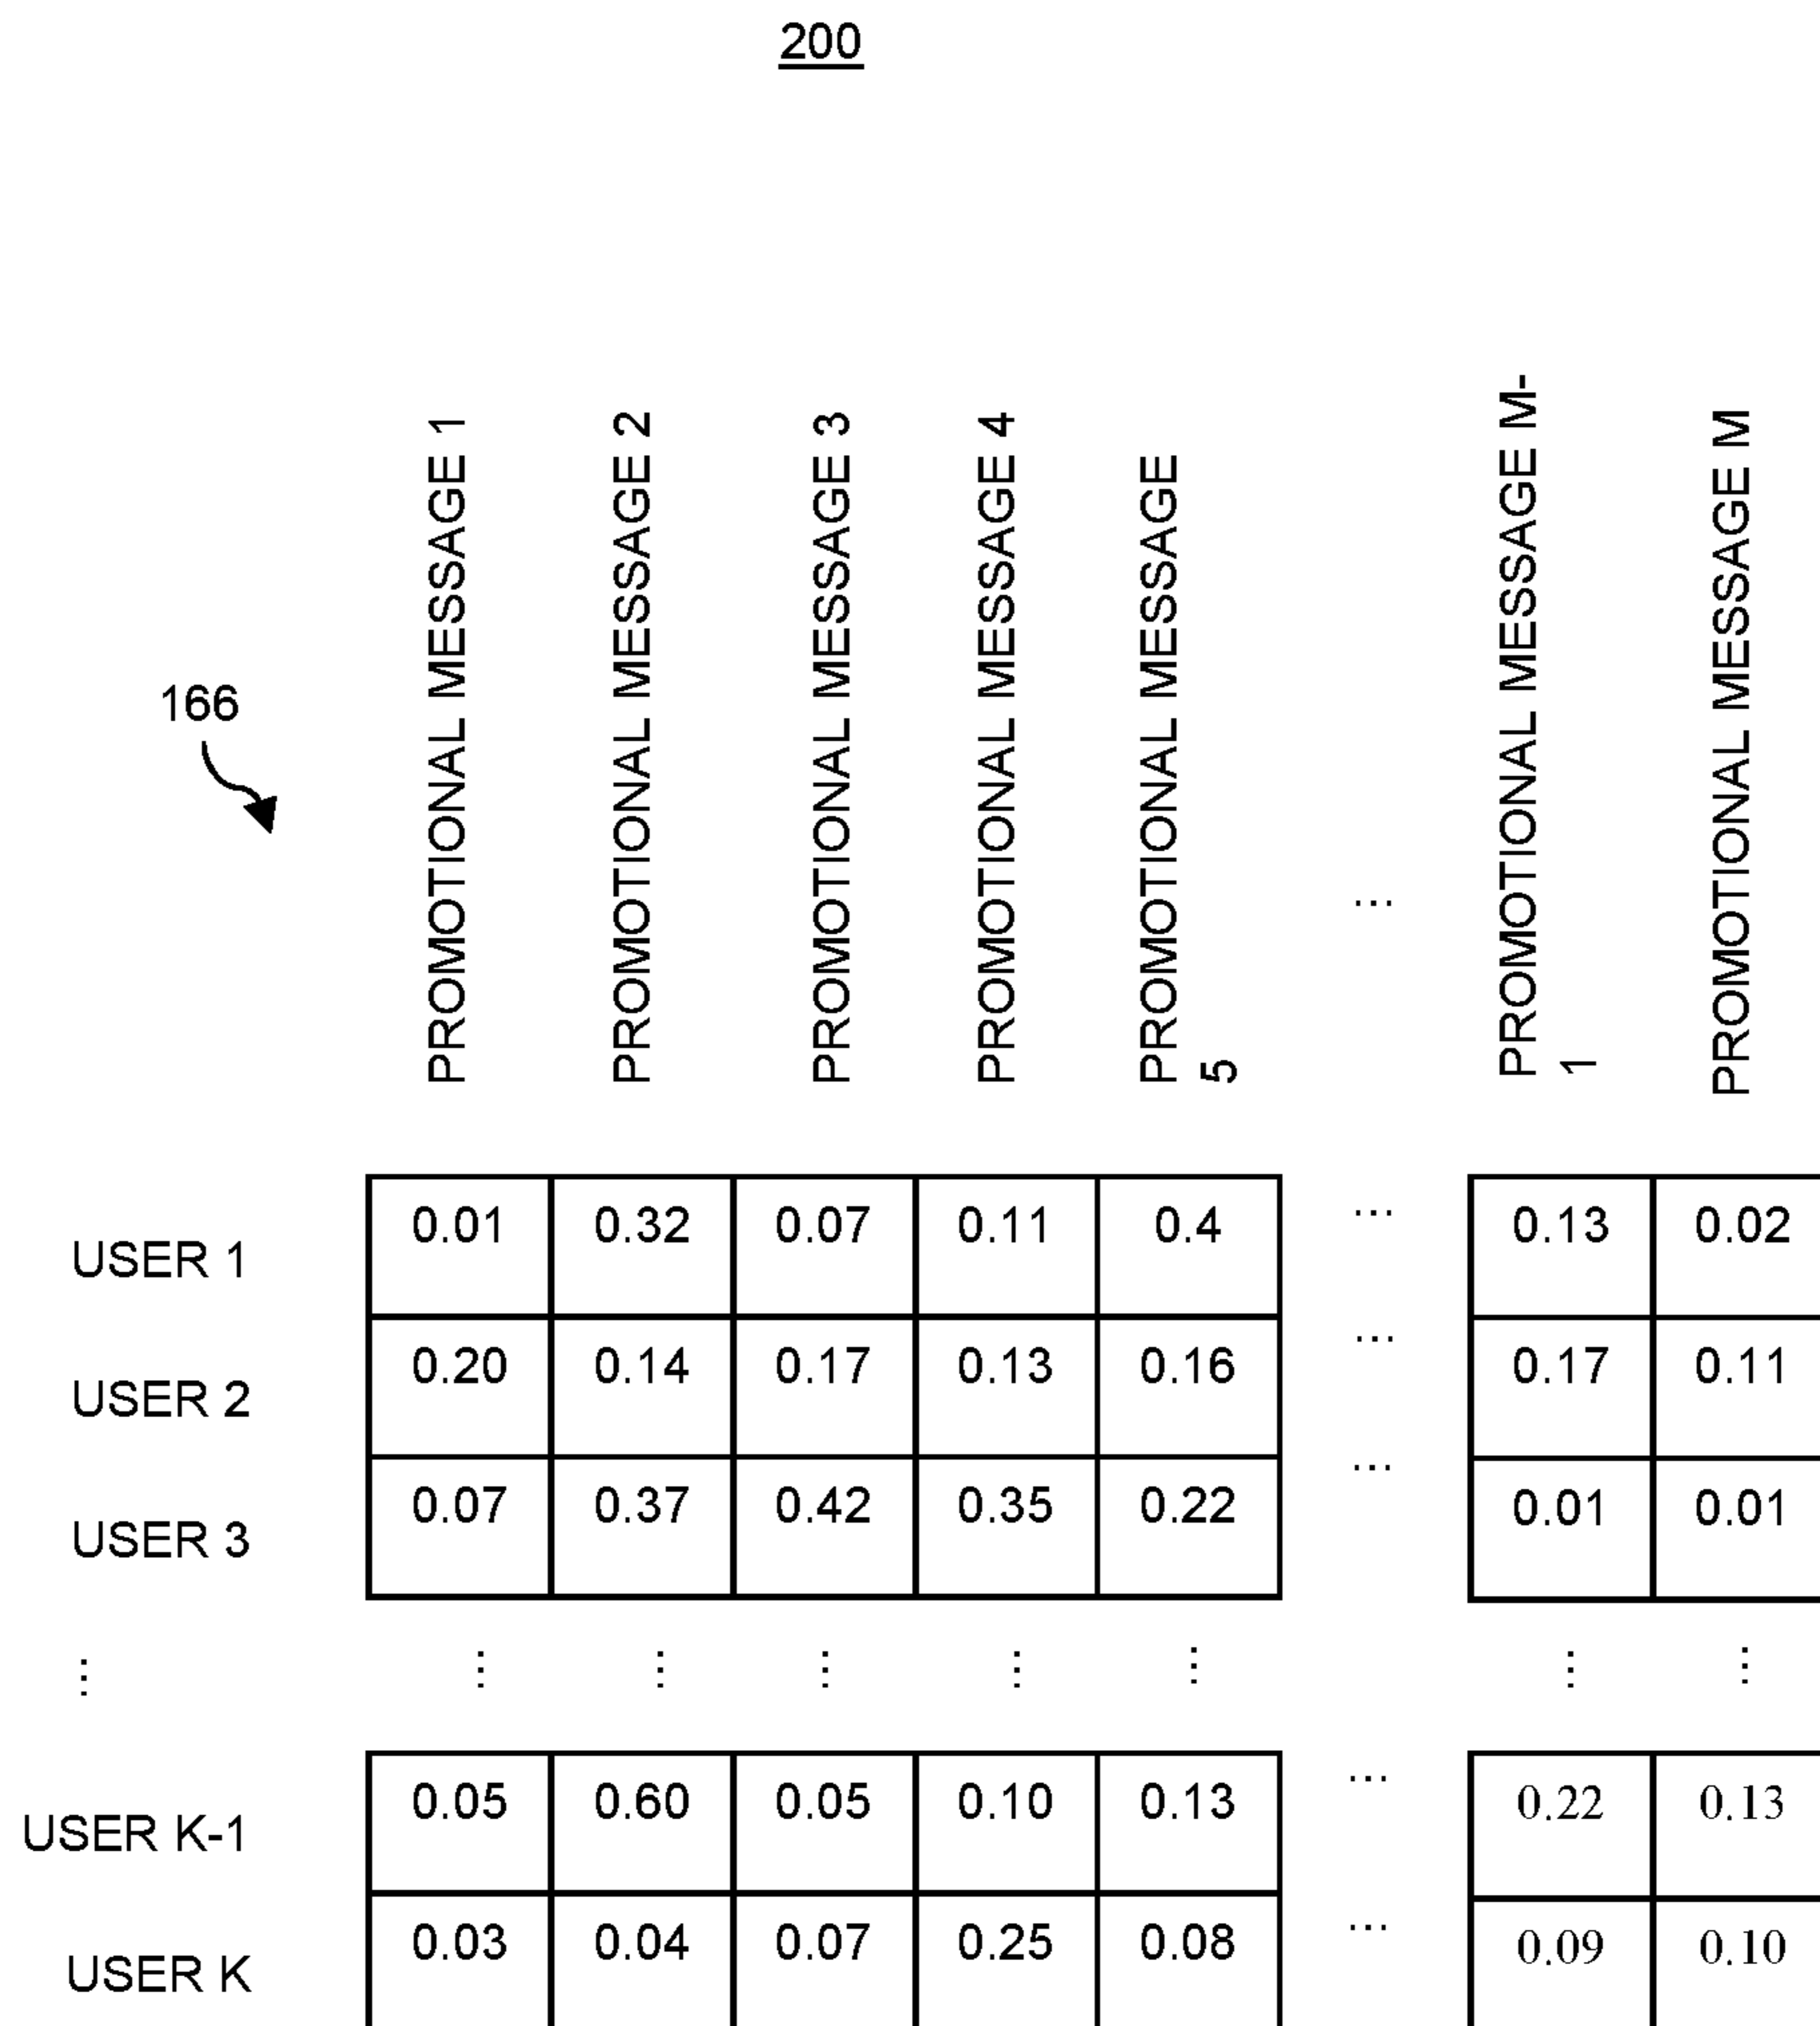 200
166
PROMOTIONAL MESSAGE 1
PROMOTIONAL MESSAGE 2
PROMOTIONAL MESSAGE 3
PROMOTIONAL MESSAGE 4
PROMOTIONAL MESSAGE
5
...
PROMOTIONAL MESSAGE M-
1
PROMOTIONAL MESSAGE M
USER 1 0.01 0.32 0.07 0.11 0.4 ... 0.13 0.02
USER 2 0.20 0.14 0.17 0.13 0.16 ... 0.17 0.11
USER 3 0.07 0.37 0.42 0.35 0.22 ... 0.01 0.01
⋮ ⋮ ⋮ ⋮ ⋮ ⋮ ⋮ ⋮
USER K-1 0.05 0.60 0.05 0.10 0.13 ... 0.22 0.13
USER K 0.03 0.04 0.07 0.25 0.08 ... 0.09 0.10